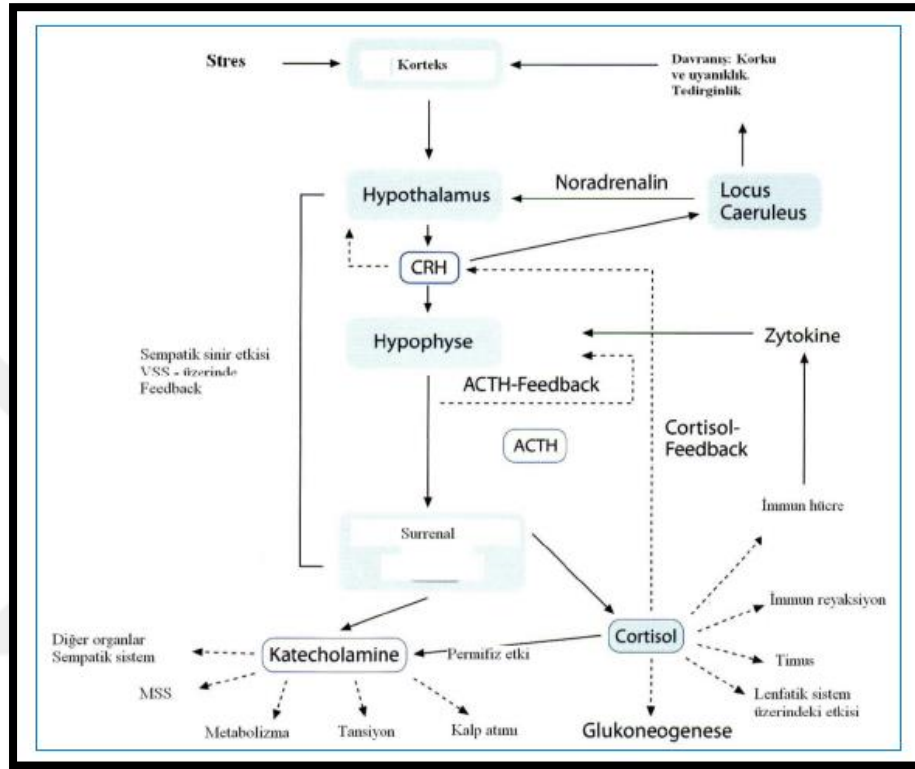 Stres
Korteks
Davranış: Korku
ve uyanıklık.
Tedirginlik
Hypothalamus
Noradrenalin
Locus
Caeruleus
CRH
Hypophyse
Zytokine
Sempatik sinir etkisi
VSS - üzerinde
Feedback
ACTH-Feedback
ACTH
Cortisol-
Feedback
İmmun hücre
Surrenal
İmmun reyaksiyon
Cortisol
Diğer organlar
Sempatik sistem
Katecholamine
Permifiz etki
Timus
MSS
Lenfatik sistem
üzerindeki etkisi
Metabolizma
Tansiyon
Kalp atımı
Glukoneogenese